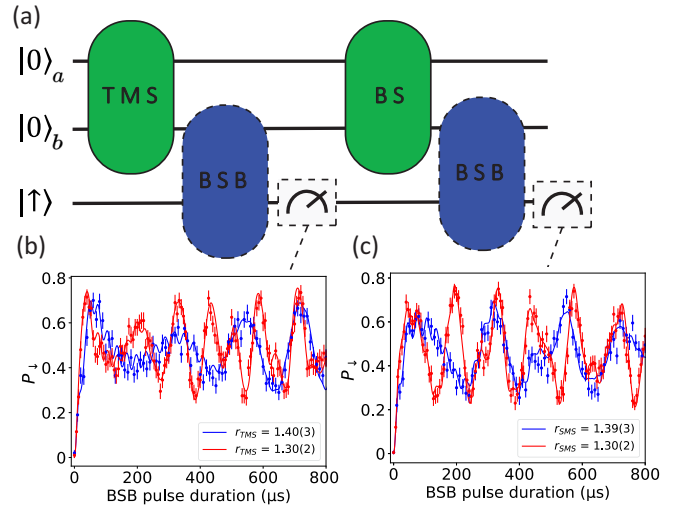 (a)
|0⟩a
TMS
BS
|0⟩b
BSB
BSB
|↑⟩
(b)
(c)
0.8
0.6
0.4
0.2
0
P↓
0
200
400
600
800
BSB pulse duration (μs)
rTMS = 1.40(3)
rTMS = 1.30(2)
0.8
0.6
0.4
0.2
0
P↓
0
200
400
600
800
BSB pulse duration (μs)
rSMS = 1.39(3)
rSMS = 1.30(2)